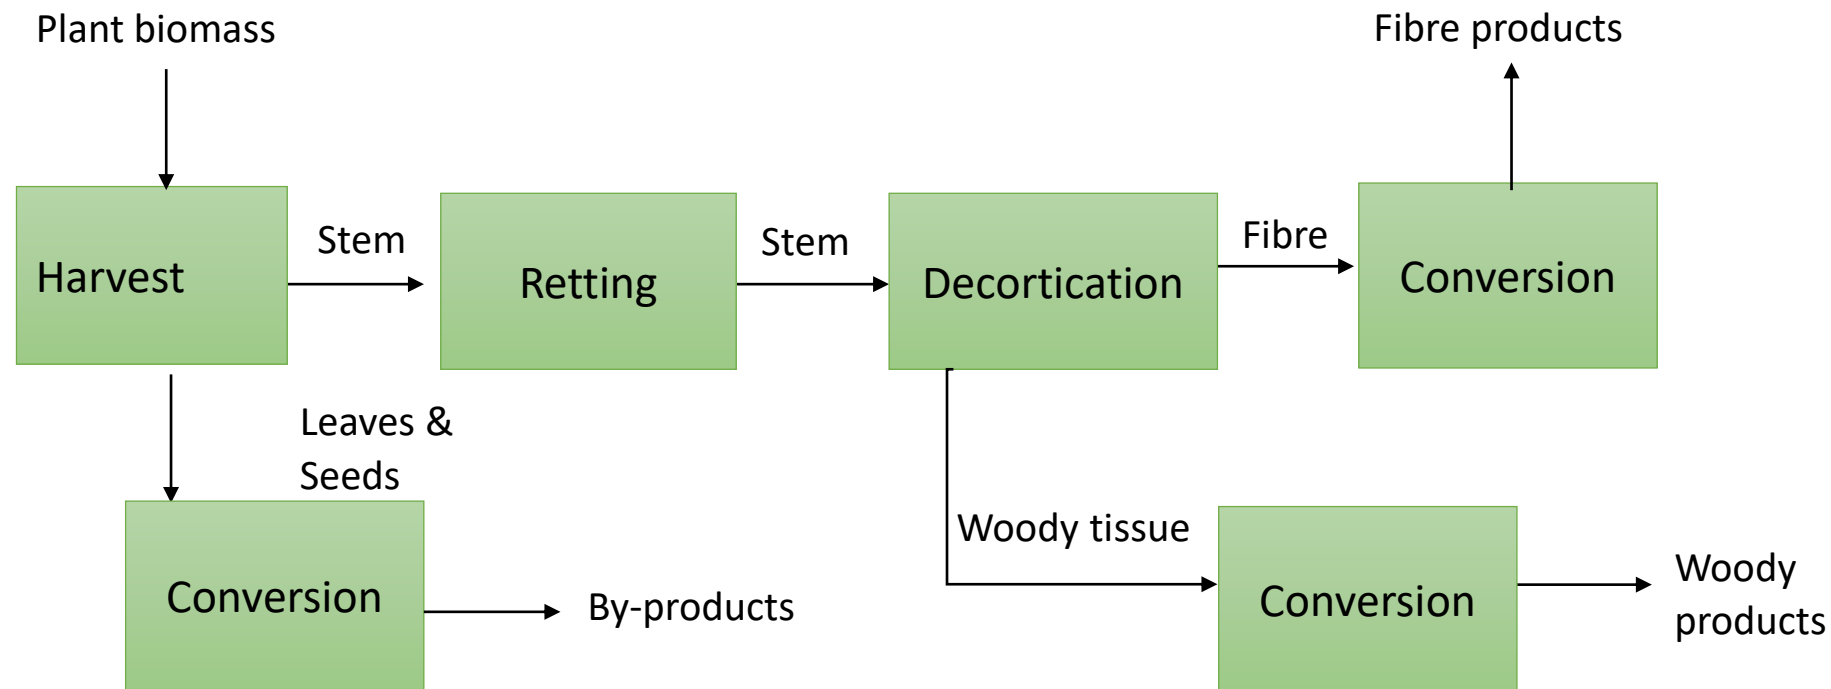 Plant biomass
Fibre products
Harvest
Stem
Retting
Stem
Decortication
Fibre
Conversion
Leaves &
Seeds
Conversion
By-products
Woody tissue
Conversion
Woody
products